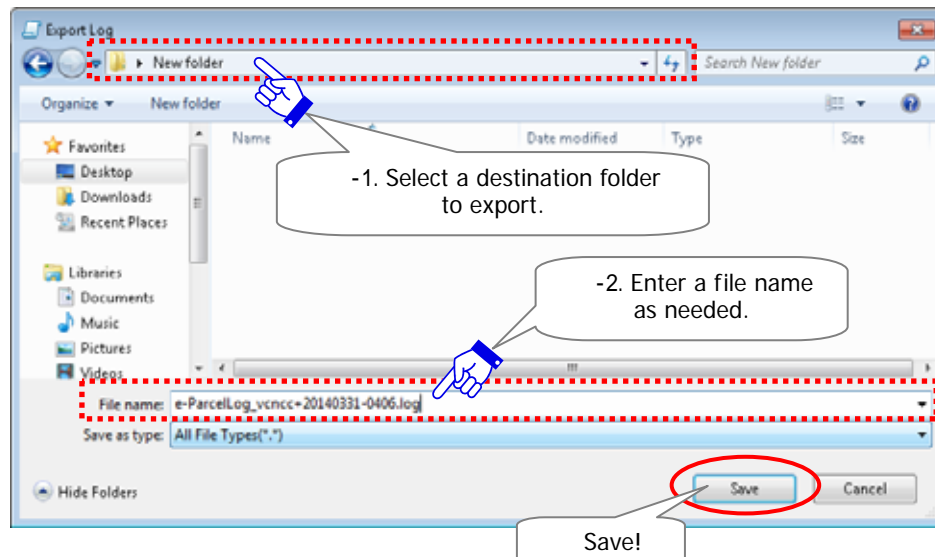 Export Log
New folder
Search New folder
Organize
New folder
Name
Date modified
Type
Size
Favorites
Desktop
Downloads
Recent Places
Libraries
Documents
Music
Pictures
Videos
-1. Select a destination folder
to export.
-2. Enter a file name
as needed.
File name: e-ParcelLog_vcncc+20140331-0406.log
Save as type: All File Types(*.*)
Hide Folders
Save
Cancel
Save!